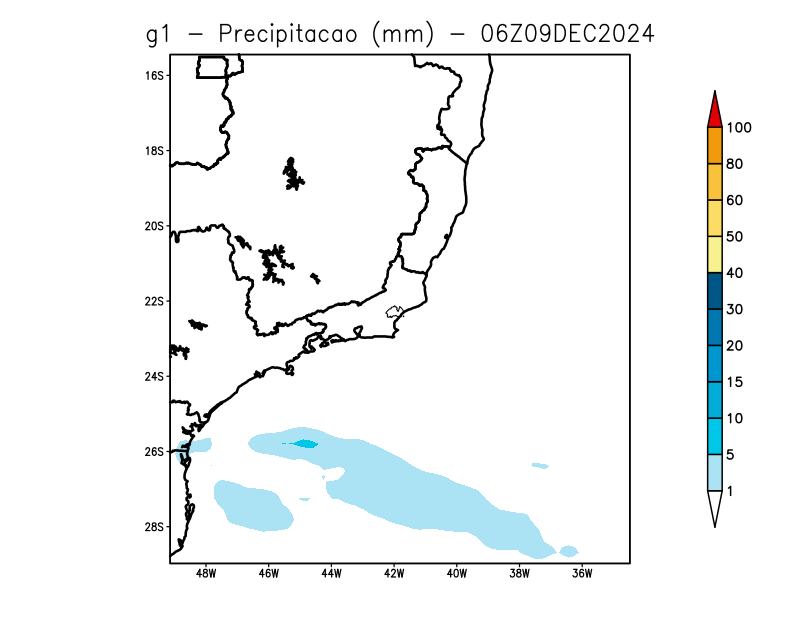 g1 – Precipitacao (mm) – 06Z09DEC2024
16S
18S
20S
22S
24S
26S
28S
48W 46W 44W 42W 40W 38W 36W
100
80
60
50
40
30
20
15
10
5
1